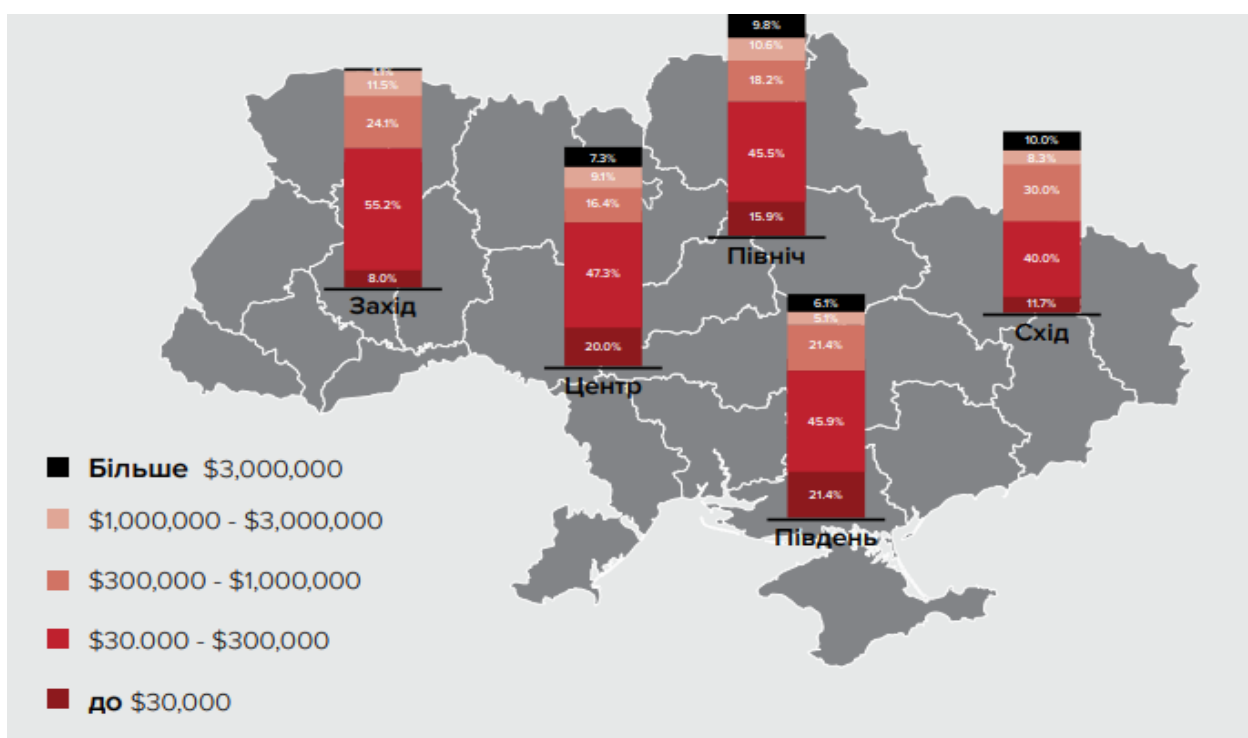 9.8%
10.6%
18.2%
45.5%
15.9%
Північ
1.1%
11.5%
24.1%
55.2%
8.0%
Захід
7.3%
9.1%
16.4%
47.3%
20.0%
Центр
10.0%
8.3%
30.0%
40.0%
11.7%
Схід
6.1%
5.1%
21.4%
45.9%
21.4%
Південь
Більше $3,000,000
$1,000,000 - $3,000,000
$300,000 - $1,000,000
$30.000 - $300,000
до $30,000